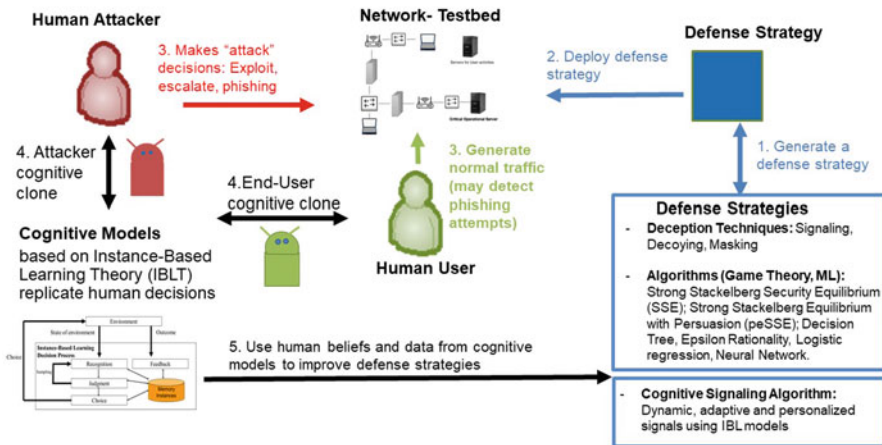 Human Attacker
Network- Testbed
Defense Strategy
3. Makes “attack”
decisions: Exploit,
escalate, phishing
2. Deploy defense
strategy
Critical Operational Server
4. Attacker
cognitive
clone
3. Generate
normal traffic
(may detect
phishing
attempts)
1. Generate a
defense strategy
4.End-User
cognitive clone
Human User
Cognitive Models
based on Instance-Based
Learning Theory (IBLT)
replicate human decisions
Defense Strategies
- Deception Techniques: Signaling,
Decoying, Masking
- Algorithms (Game Theory, ML):
Strong Stackelberg Security Equilibrium
(SSE); Strong Stackelberg Equilibrium
with Persuasion (peSSE); Decision
Tree, Epsilon Rationality, Logistic
regression, Neural Network.
- Cognitive Signaling Algorithm:
Dynamic, adaptive and personalized
signals using IBL models
5. Use human beliefs and data from cognitive
models to improve defense strategies
Environment
State of environment
Outcome
Choice
Instance-Based Learning
Decision Process
Recognition
Feedback
Judgment
Choice
Memory
Instances